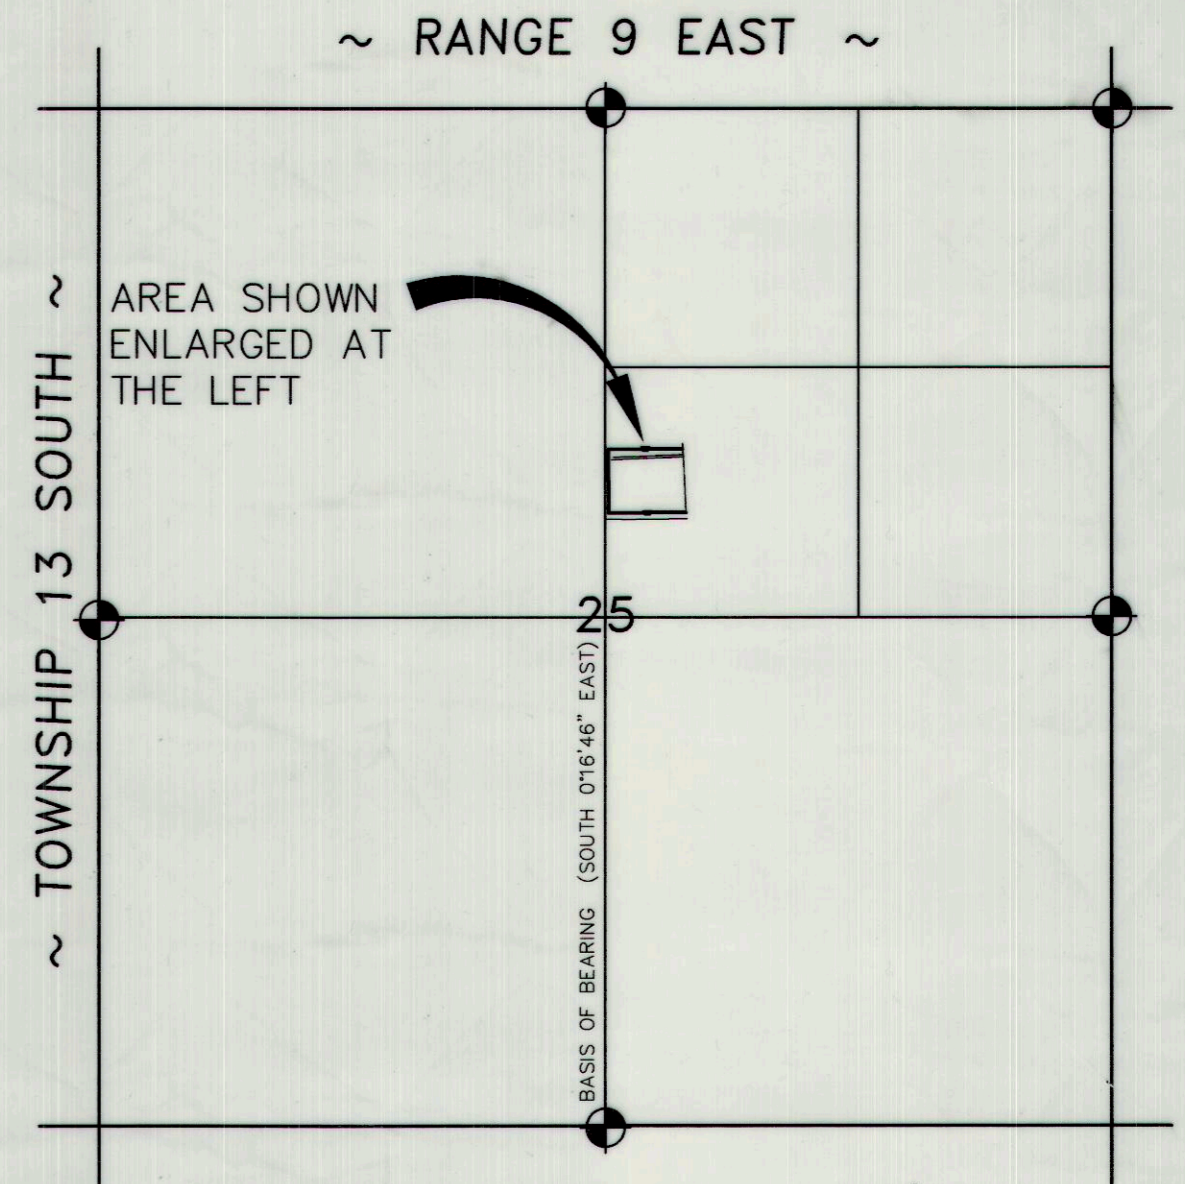 ~ RANGE 9 EAST ~
AREA SHOWN
ENLARGED AT
THE LEFT
~ TOWNSHIP 13 SOUTH ~
25
BASIS OF BEARING (SOUTH 0°16'46" EAST)